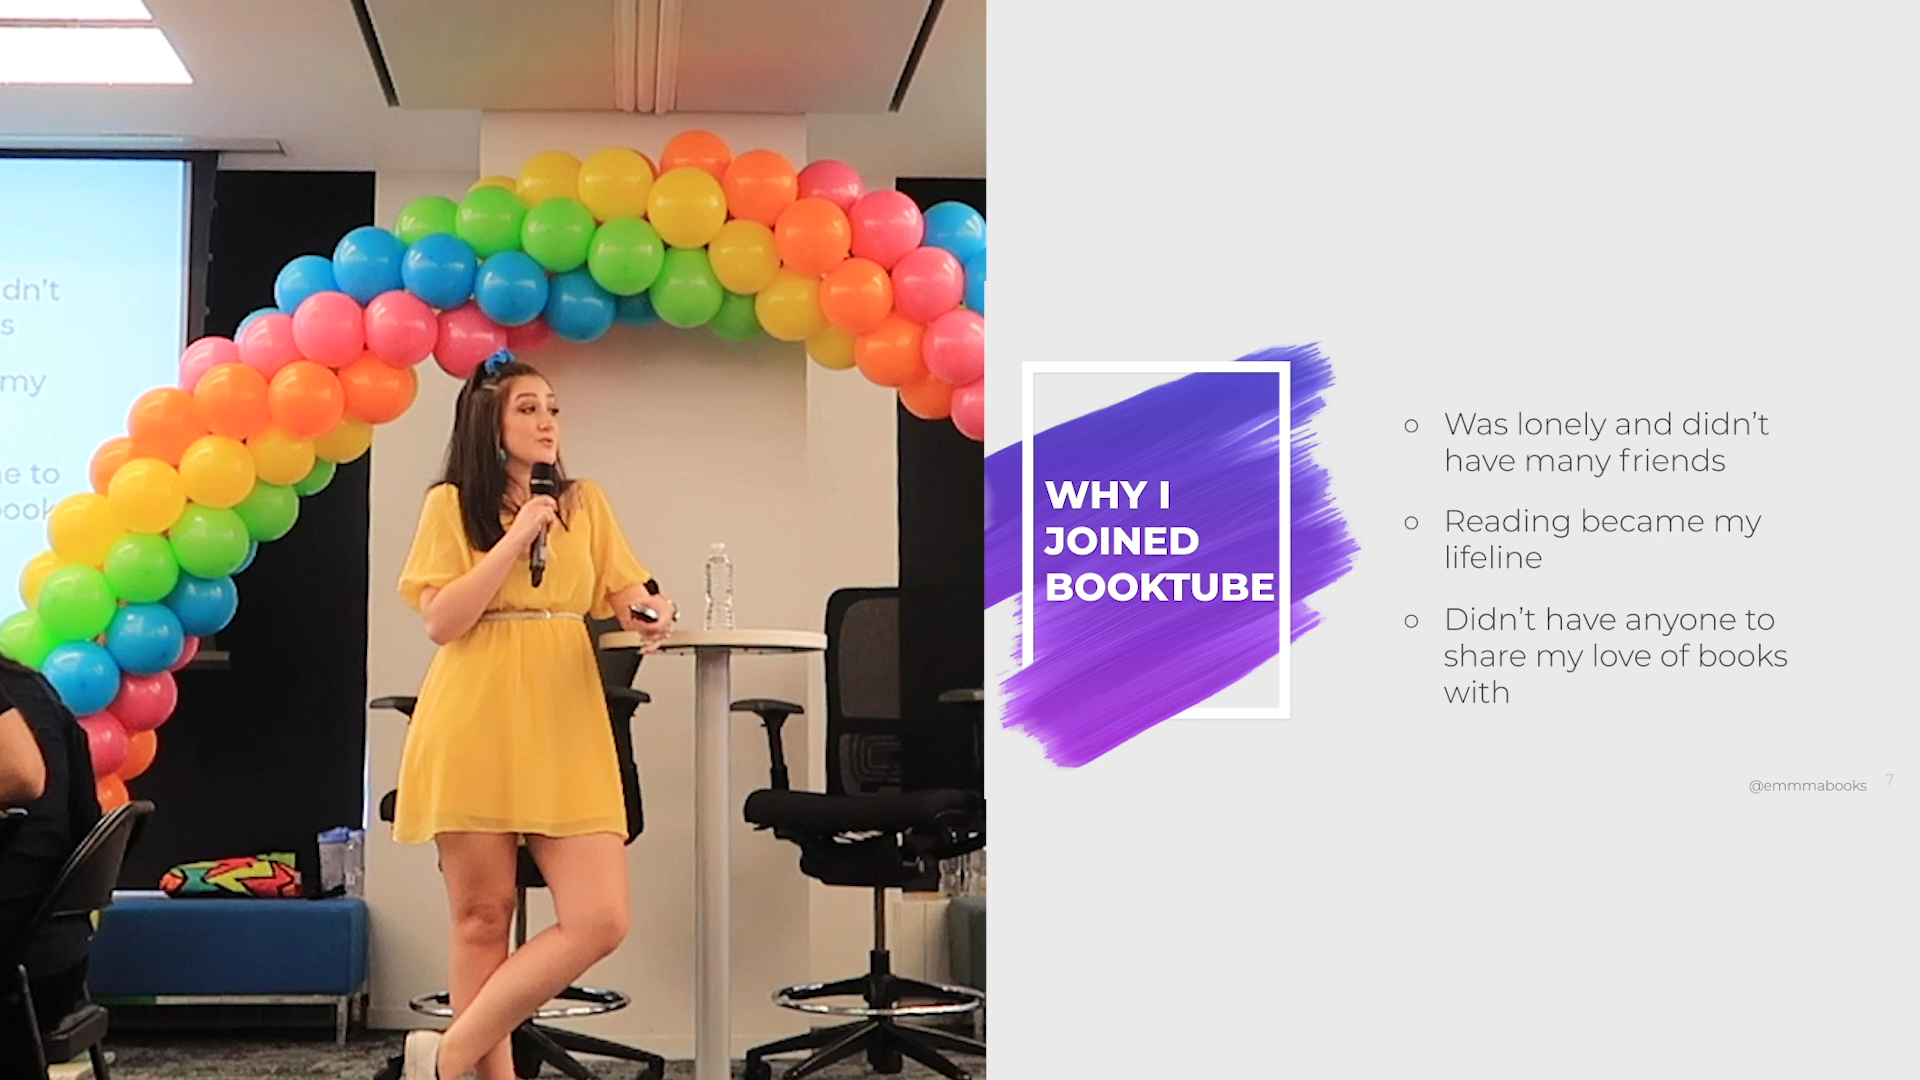 dn't
s
my
e to
book
WHY I
JOINED
BOOKTUBE
○ Was lonely and didn't
have many friends
○ Reading became my
lifeline
○ Didn't have anyone to
share my love of books
with
@emmmabooks
7